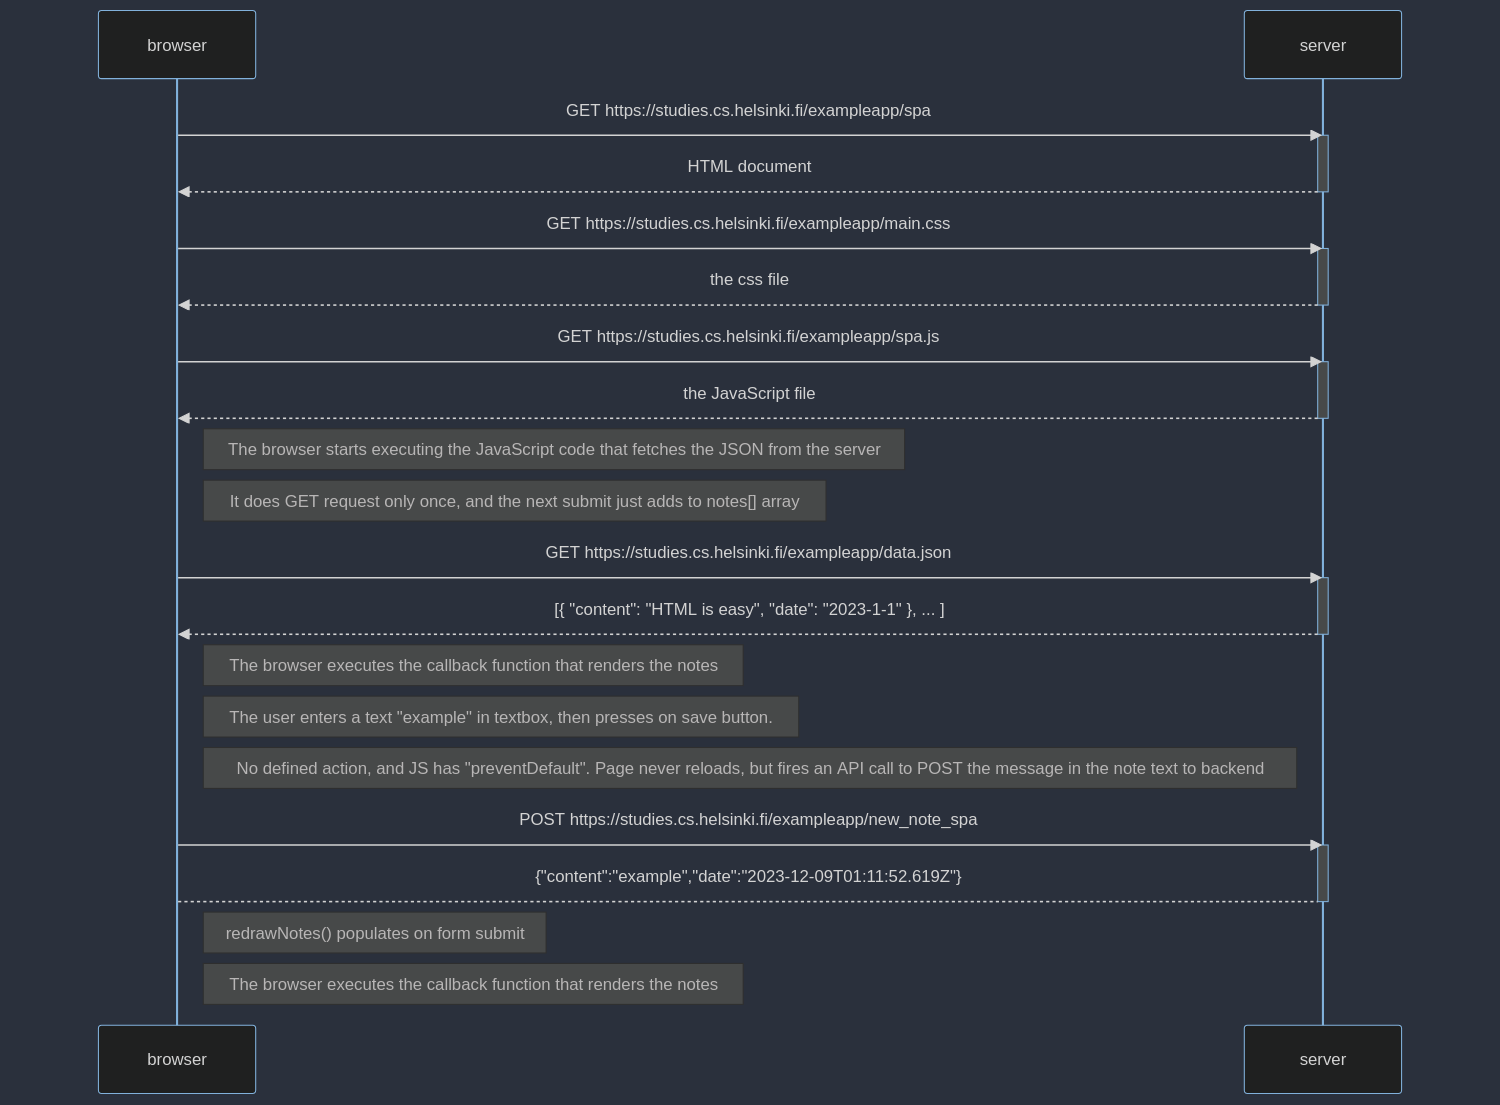 browser
server
GET https://studies.cs.helsinki.fi/exampleapp/spa
HTML document
GET https://studies.cs.helsinki.fi/exampleapp/main.css
the css file
GET https://studies.cs.helsinki.fi/exampleapp/spa.js
the JavaScript file
The browser starts executing the JavaScript code that fetches the JSON from the server
It does GET request only once, and the next submit just adds to notes[] array
GET https://studies.cs.helsinki.fi/exampleapp/data.json
[{ "content": "HTML is easy", "date": "2023-1-1" }, ... ]
The browser executes the callback function that renders the notes
The user enters a text "example" in textbox, then presses on save button.
No defined action, and JS has "preventDefault". Page never reloads, but fires an API call to POST the message in the note text to backend
POST https://studies.cs.helsinki.fi/exampleapp/new_note_spa
{"content":"example","date":"2023-12-09T01:11:52.619Z"}
redrawNotes() populates on form submit
The browser executes the callback function that renders the notes
browser
server